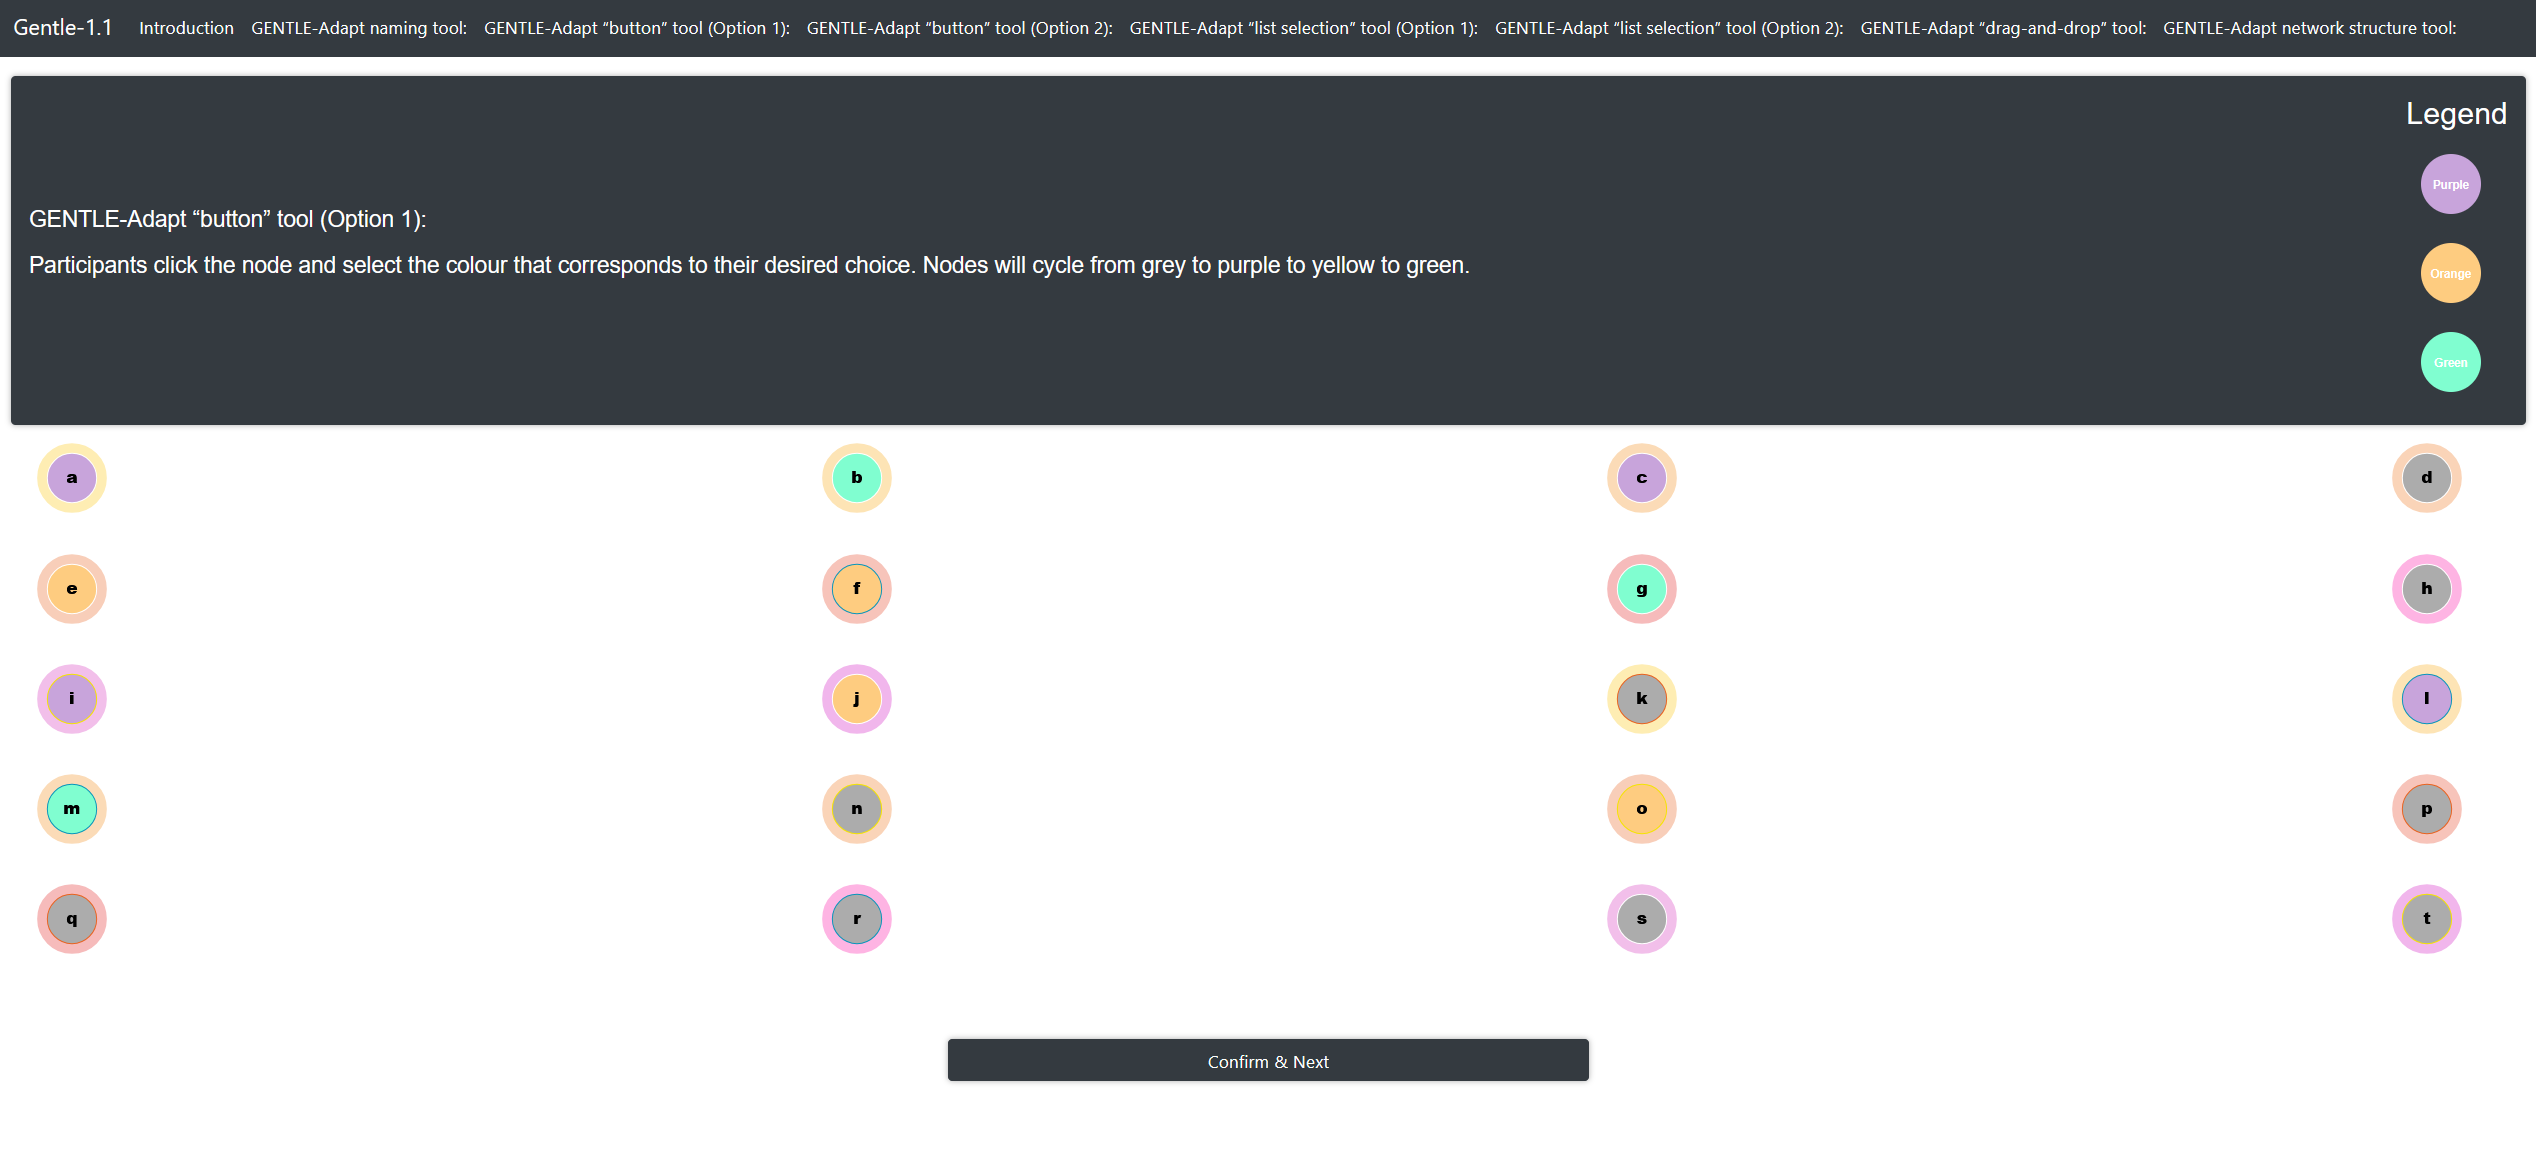 Gentle-1.1 Introduction GENTLE-Adapt naming tool: GENTLE-Adapt “button” tool (Option 1): GENTLE-Adapt “button” tool (Option 2): GENTLE-Adapt “list selection” tool (Option 1): GENTLE-Adapt “list selection” tool (Option 2): GENTLE-Adapt “drag-and-drop” tool: GENTLE-Adapt network structure tool:
GENTLE-Adapt “button” tool (Option 1):
Participants click the node and select the colour that corresponds to their desired choice. Nodes will cycle from grey to purple to yellow to green.
Legend
Purple
Orange
Green
a b c d
e f g h
i j k l
m n o p
q r s t
Confirm & Next